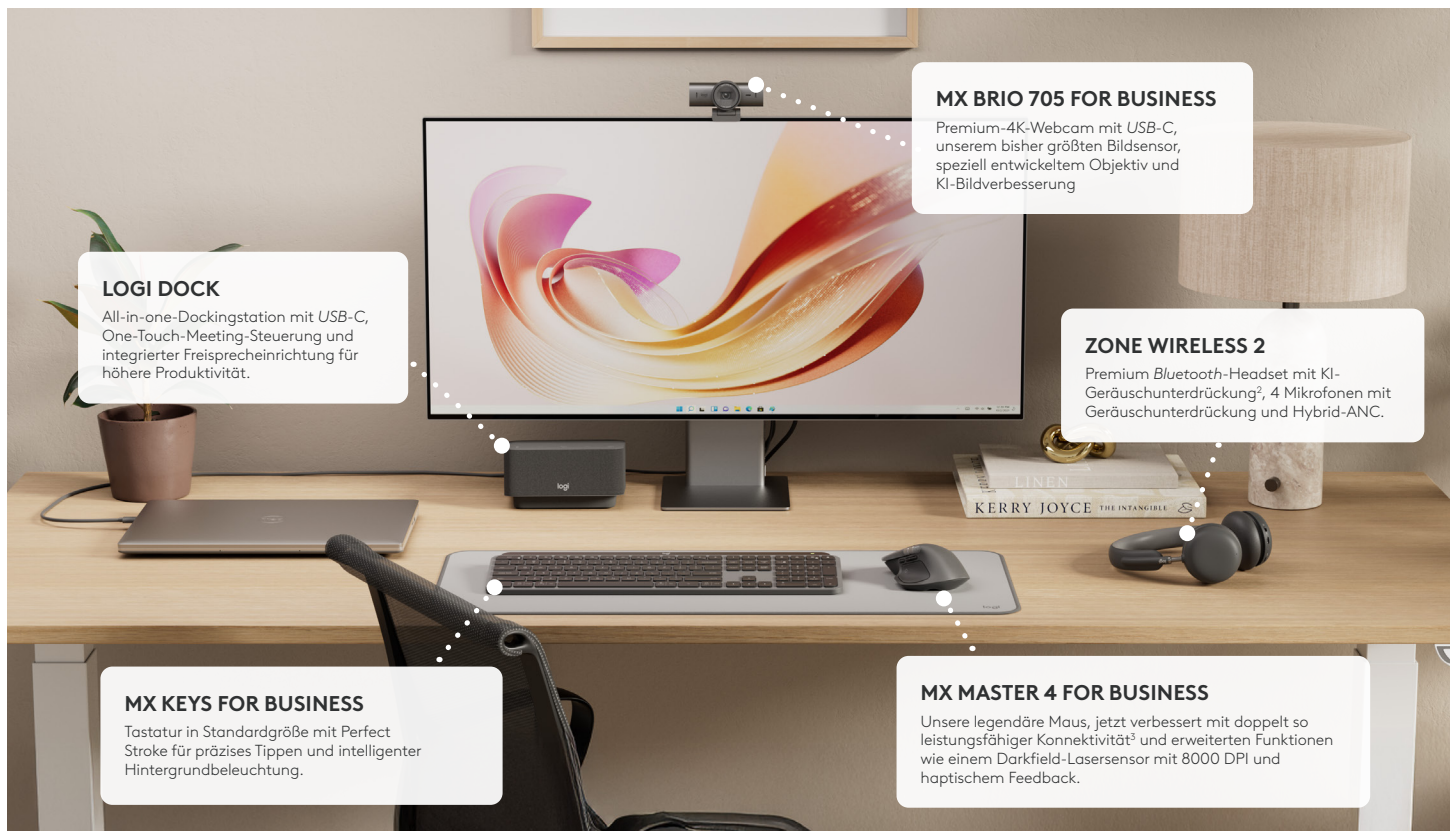 MX BRIO 705 FOR BUSINESS
Premium-4K-Webcam mit USB-C,
unserem bisher größten Bildsensor,
speziell entwickeltem Objektiv und
KI-Bildverbesserung
LOGI DOCK
All-in-one-Dockingstation mit USB-C,
One-Touch-Meeting-Steuerung und
integrierter Freisprecheinrichtung für
höhere Produktivität.
ZONE WIRELESS 2
Premium Bluetooth-Headset mit KI-
Geräuschunterdrückung², 4 Mikrofonen mit
Geräuschunterdrückung und Hybrid-ANC.
logi
LINEN
KERRY JOYCE THE INTANGIBLE
MX KEYS FOR BUSINESS
Tastatur in Standardgröße mit Perfect
Stroke für präzises Tippen und intelligenter
Hintergrundbeleuchtung.
MX MASTER 4 FOR BUSINESS
Unsere legendäre Maus, jetzt verbessert mit doppelt so
leistungsfähiger Konnektivität³ und erweiterten Funktionen
wie einem Darkfield-Lasersensor mit 8000 DPI und
haptischem Feedback.